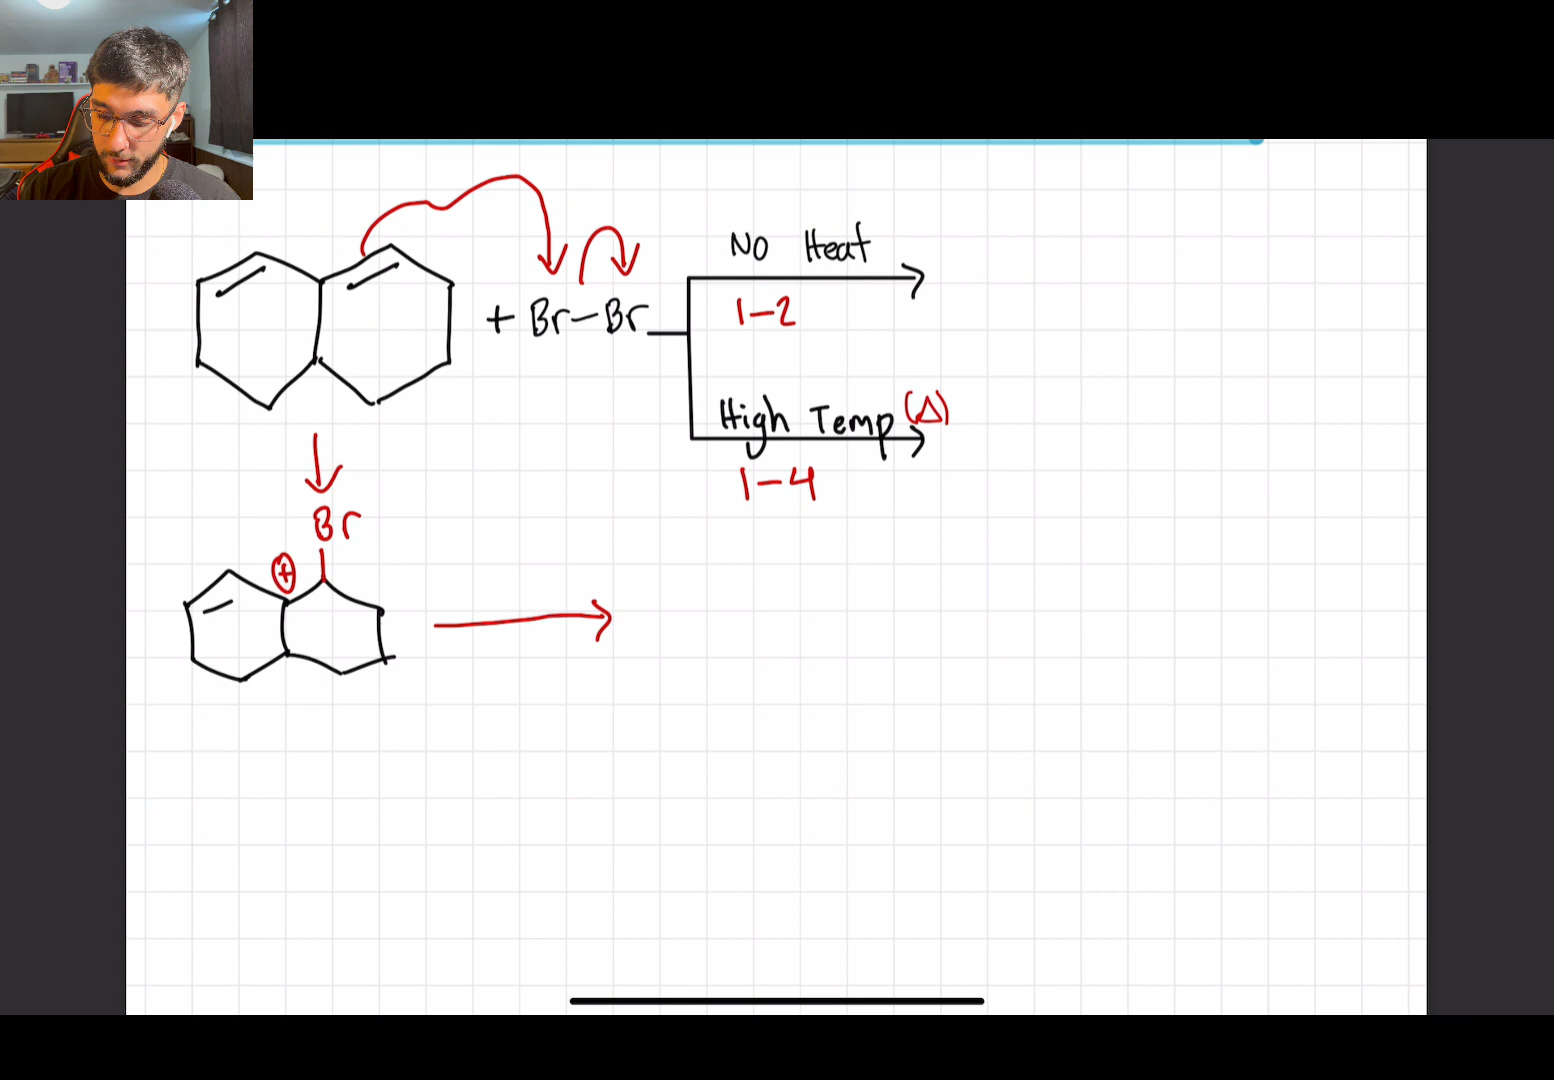 No Heat
+ Br-Br
1-2
High Temp (Δ)
1-4
Br
+